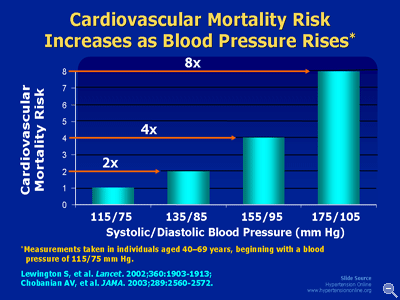 Cardiovascular Mortality Risk
Increases as Blood Pressure Rises*
Cardiovascular
Mortality Risk
8
7
6
5
4
3
2
1
0
8x
4x
2x
115/75 135/85 155/95 175/105
Systolic/Diastolic Blood Pressure (mm Hg)
*Measurements taken in individuals aged 40–69 years, beginning with a blood
pressure of 115/75 mm Hg.
Lewington S, et al. Lancet. 2002;360:1903-1913;
Chobanian AV, et al. JAMA. 2003;289:2560-2572.
Slide Source
Hypertension Online
www.hypertensiononline.org